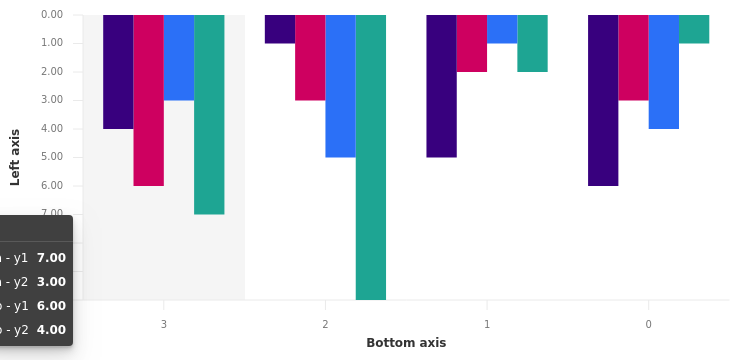 0.00
1.00
2.00
3.00
4.00
5.00
6.00
7.00
Left axis
- y1 7.00
- y2 3.00
- y1 6.00
- y2 4.00
3 2 1 0
Bottom axis